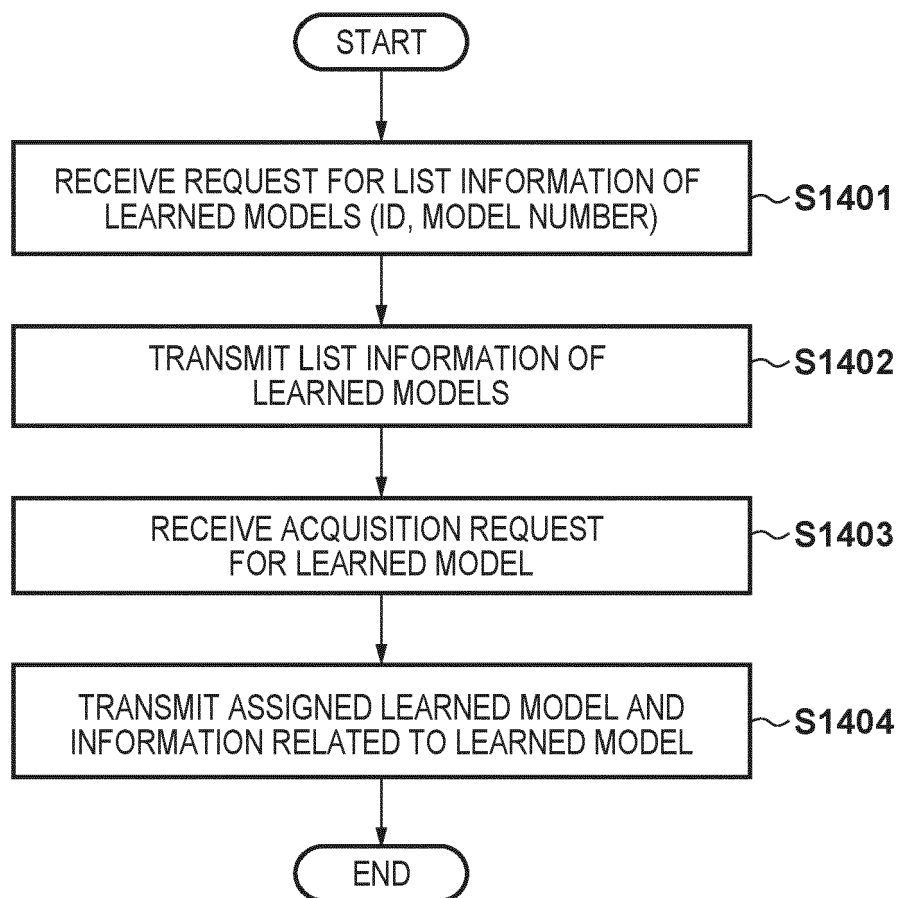 START
RECEIVE REQUEST FOR LIST INFORMATION OF
LEARNED MODELS (ID, MODEL NUMBER)
S1401
TRANSMIT LIST INFORMATION OF
LEARNED MODELS
S1402
RECEIVE ACQUISITION REQUEST
FOR LEARNED MODEL
S1403
TRANSMIT ASSIGNED LEARNED MODEL AND
INFORMATION RELATED TO LEARNED MODEL
S1404
END